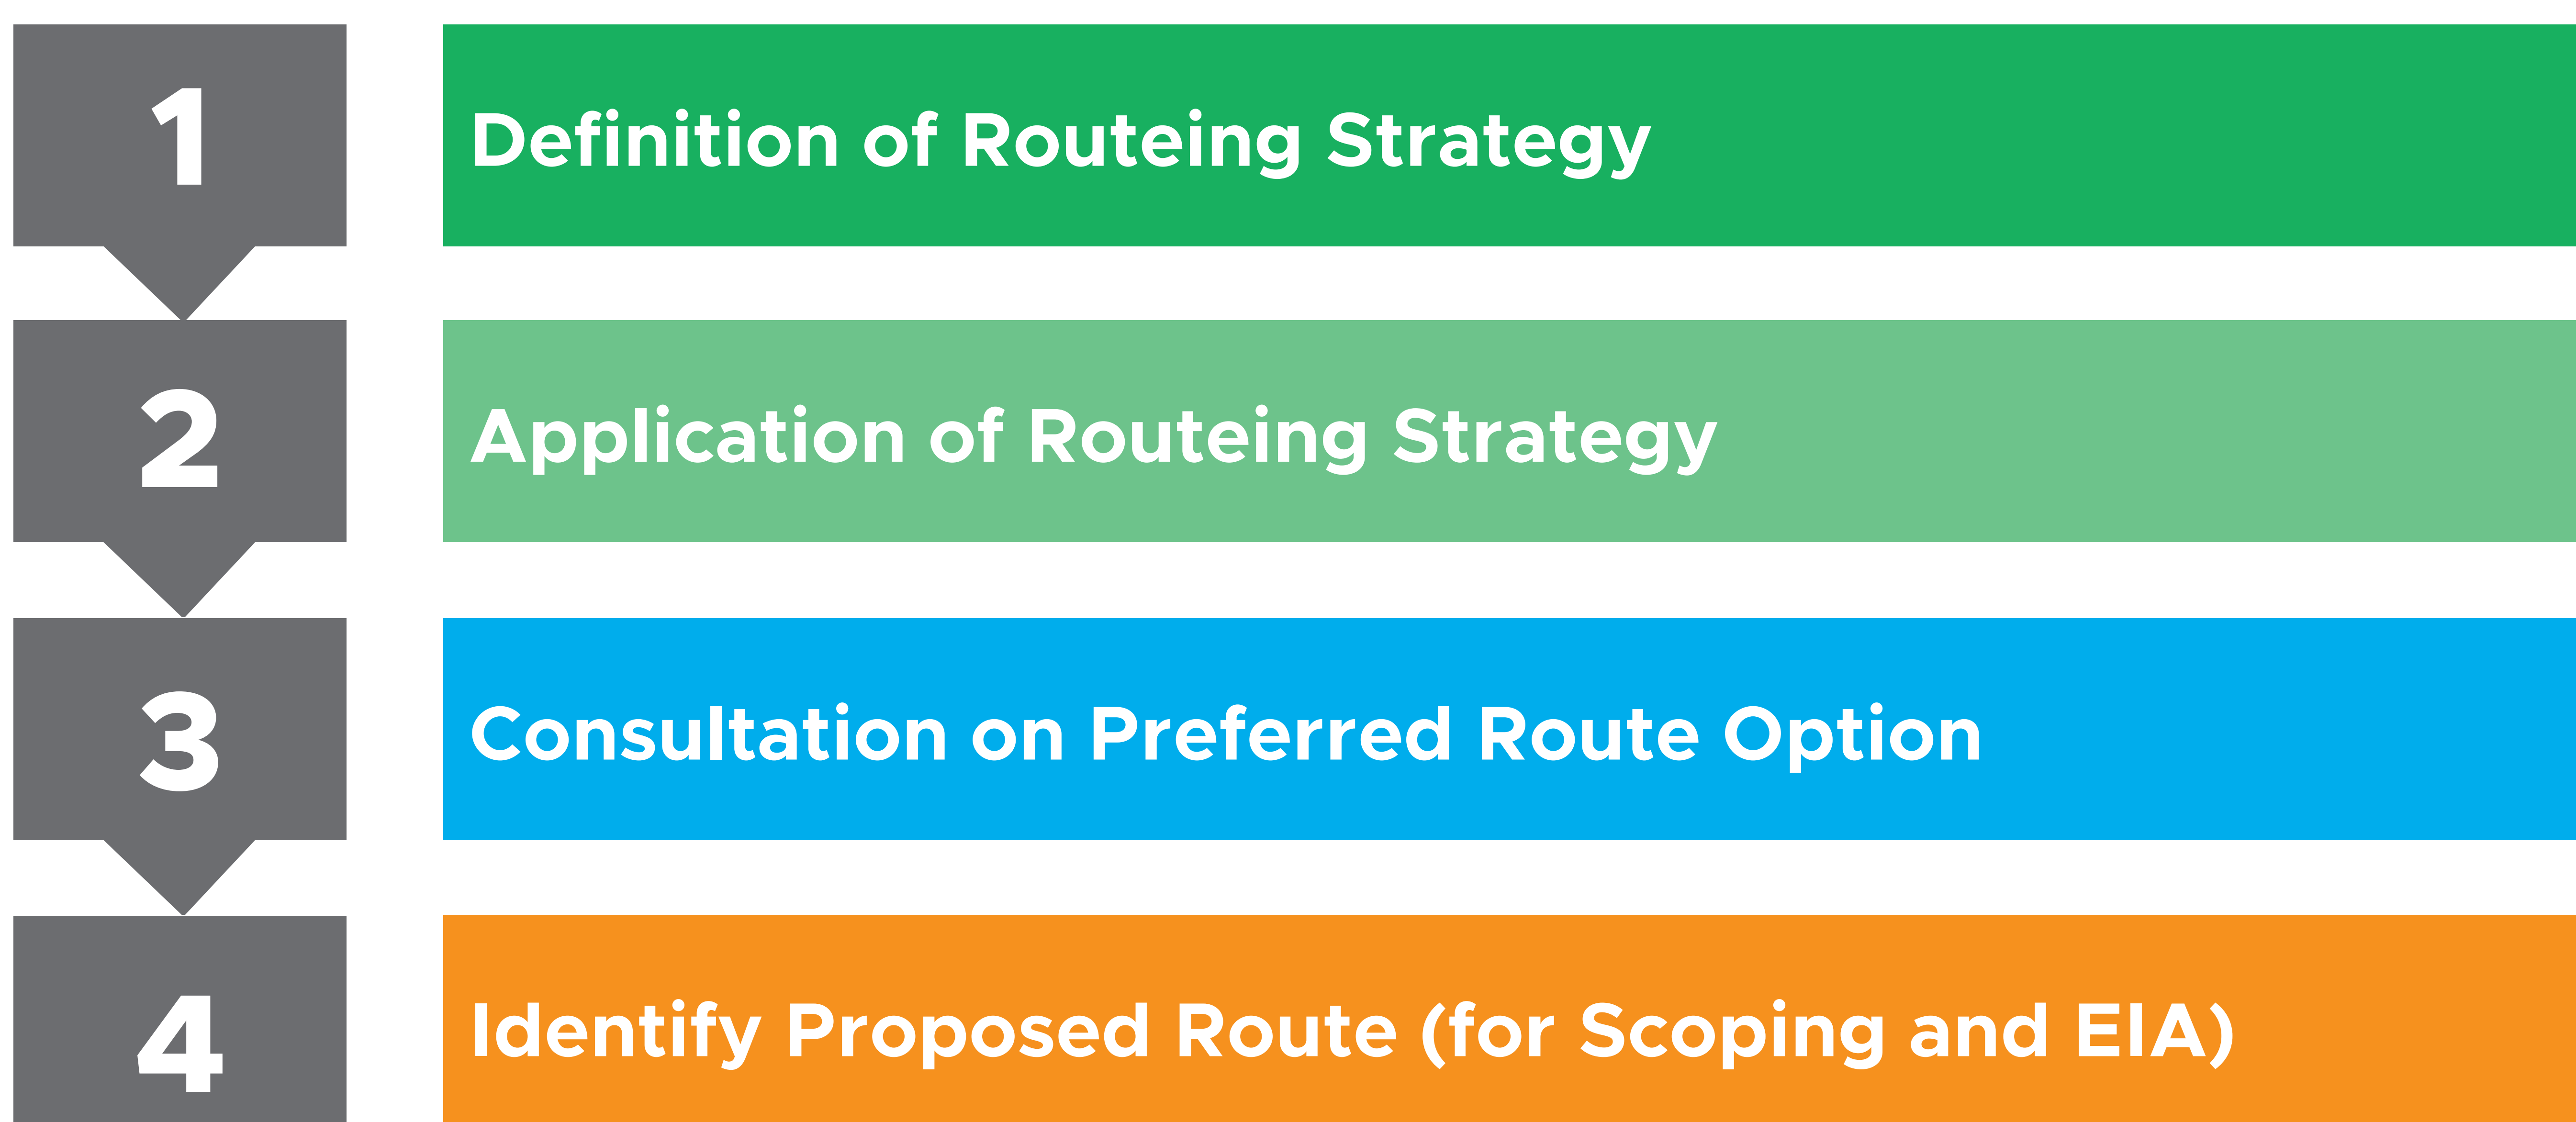 1
Definition of Routeing Strategy
2
Application of Routeing Strategy
3
Consultation on Preferred Route Option
4
Identify Proposed Route (for Scoping and EIA)